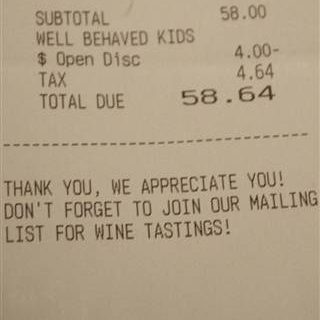 SUBTOTAL 58.00
WELL BEHAVED KIDS
$ Open Disc 4.00-
TAX 4.64
TOTAL DUE 58.64
THANK YOU, WE APPRECIATE YOU!
DON'T FORGET TO JOIN OUR MAILING
LIST FOR WINE TASTINGS!